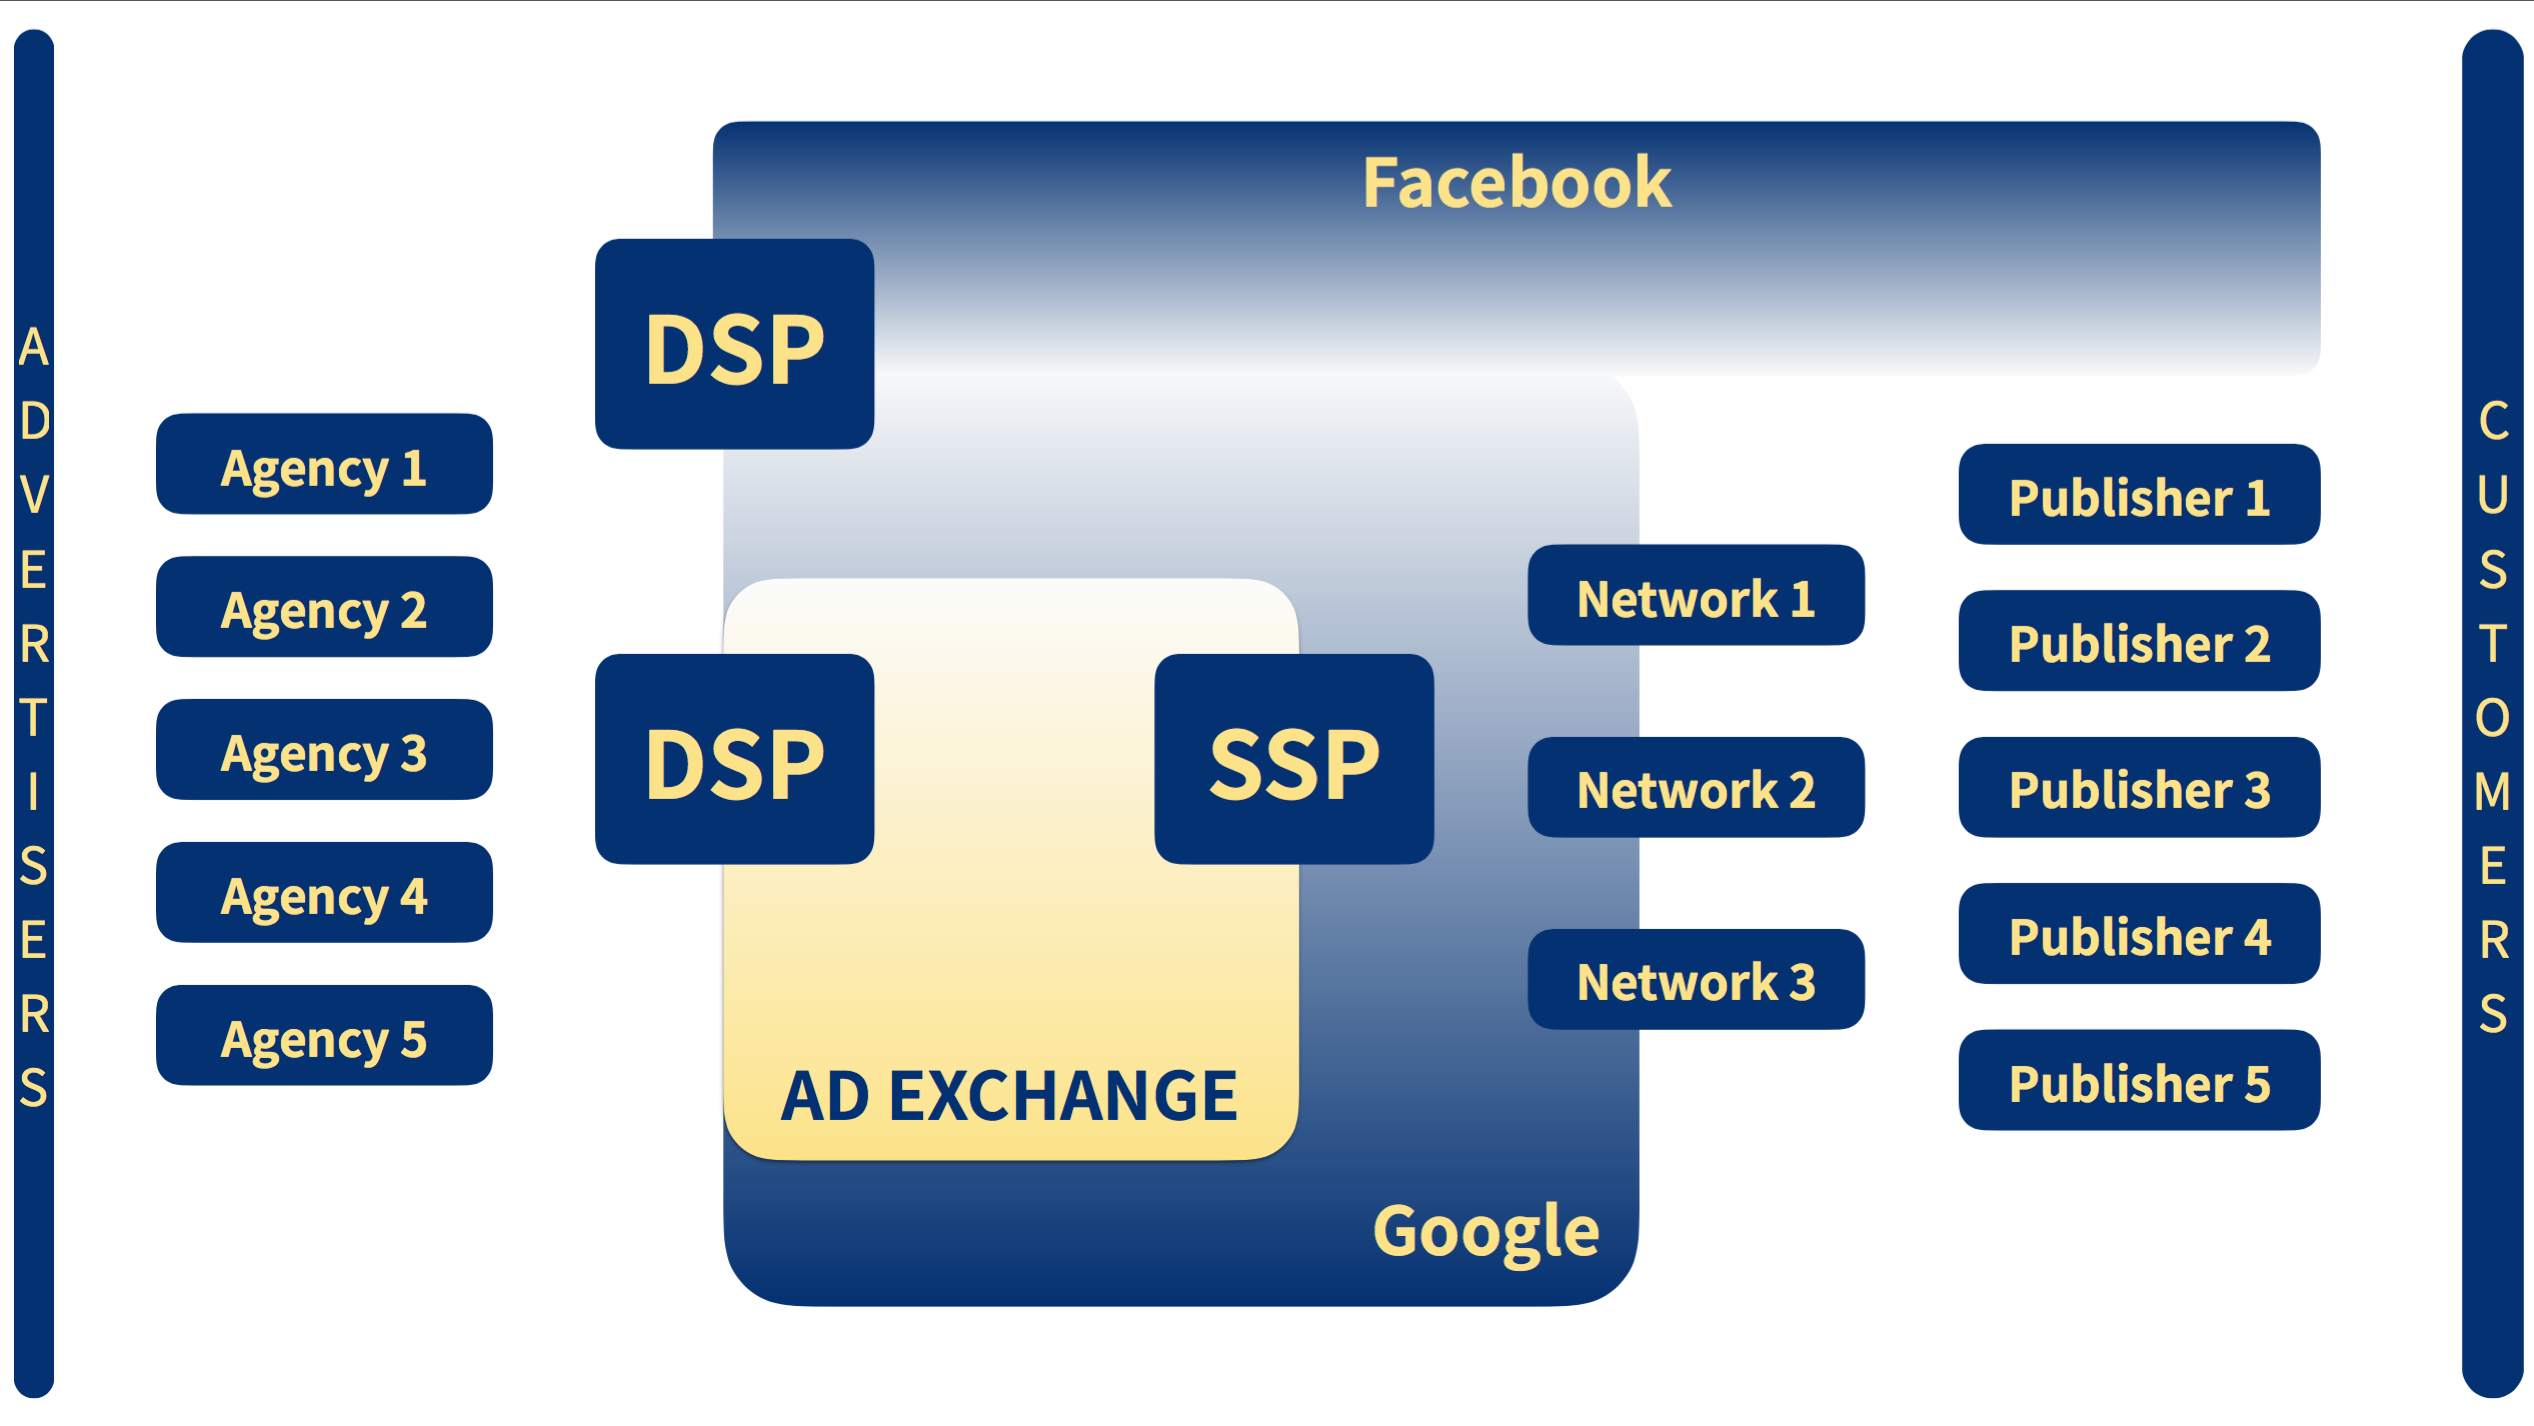 ADVERTISERS
Agency 1
Agency 2
Agency 3
Agency 4
Agency 5
Facebook
DSP
DSP
SSP
AD EXCHANGE
Google
Network 1
Network 2
Network 3
Publisher 1
Publisher 2
Publisher 3
Publisher 4
Publisher 5
CUSTOMERS